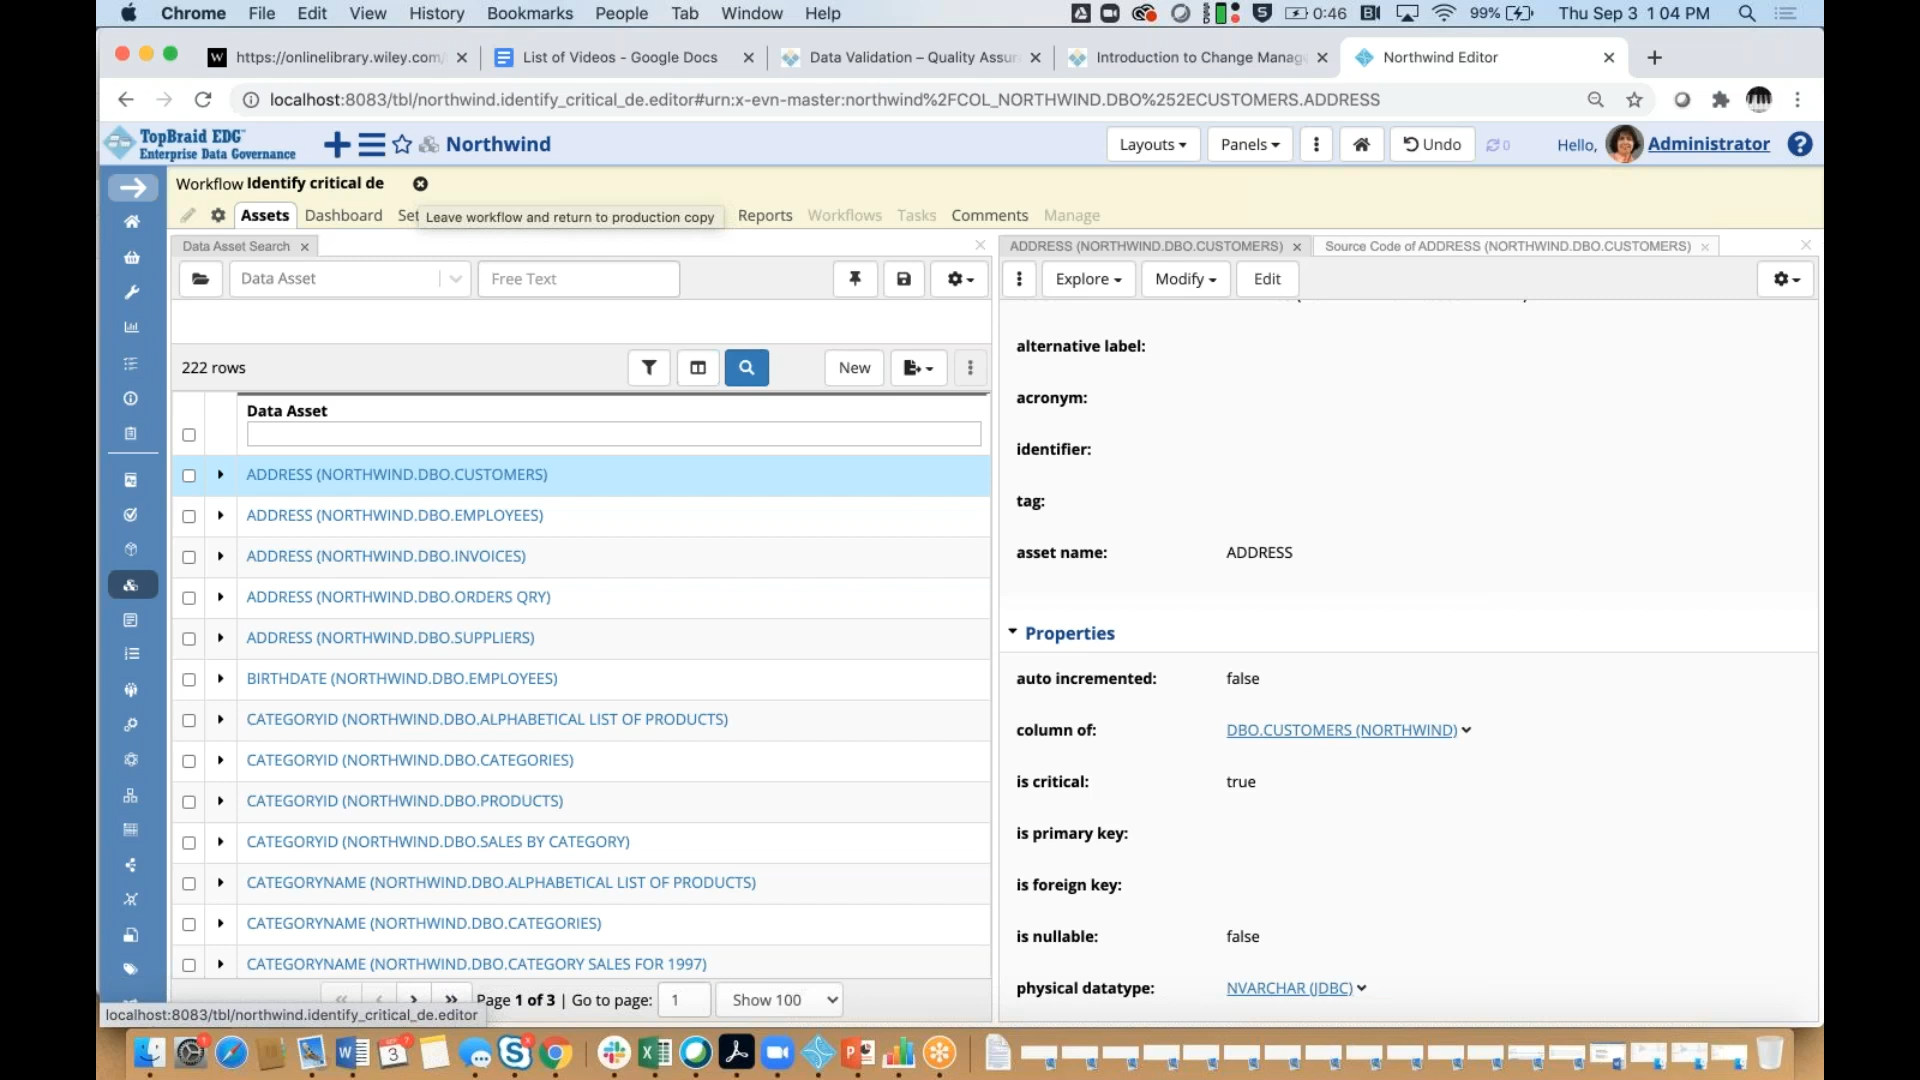 Chrome File Edit View History Bookmarks People Tab Window Help 0:46 99% Thu Sep 3 1 04 PM
https://onlinelibrary.wiley.com/ List of Videos - Google Docs Data Validation – Quality Assur Introduction to Change Manag Northwind Editor
localhost:8083/tbl/northwind.identify_critical_de.editor#urn:x-evn-master:northwind%2FCOL_NORTHWIND.DBO%252ECUSTOMERS.ADDRESS
TopBraid EDG Enterprise Data Governance
Northwind Layouts Panels Undo 0 Hello, Administrator
Workflow Identify critical de
Assets Dashboard Set Reports Workflows Tasks Comments Manage
Leave workflow and return to production copy
Data Asset Search
Data Asset Free Text
222 rows New
Data Asset
ADDRESS (NORTHWIND.DBO.CUSTOMERS)
ADDRESS (NORTHWIND.DBO.EMPLOYEES)
ADDRESS (NORTHWIND.DBO.INVOICES)
ADDRESS (NORTHWIND.DBO.ORDERS QRY)
ADDRESS (NORTHWIND.DBO.SUPPLIERS)
BIRTHDATE (NORTHWIND.DBO.EMPLOYEES)
CATEGORYID (NORTHWIND.DBO.ALPHABETICAL LIST OF PRODUCTS)
CATEGORYID (NORTHWIND.DBO.CATEGORIES)
CATEGORYID (NORTHWIND.DBO.PRODUCTS)
CATEGORYID (NORTHWIND.DBO.SALES BY CATEGORY)
CATEGORYNAME (NORTHWIND.DBO.ALPHABETICAL LIST OF PRODUCTS)
CATEGORYNAME (NORTHWIND.DBO.CATEGORIES)
CATEGORYNAME (NORTHWIND.DBO.CATEGORY SALES FOR 1997)
Page 1 of 3 | Go to page: 1 Show 100
localhost:8083/tbl/northwind.identify_critical_de.editor
ADDRESS (NORTHWIND.DBO.CUSTOMERS) Source Code of ADDRESS (NORTHWIND.DBO.CUSTOMERS)
Explore Modify Edit
alternative label:
acronym:
identifier:
tag:
asset name: ADDRESS
Properties
auto incremented: false
column of: DBO.CUSTOMERS (NORTHWIND)
is critical: true
is primary key:
is foreign key:
is nullable: false
physical datatype: NVARCHAR (JDBC)